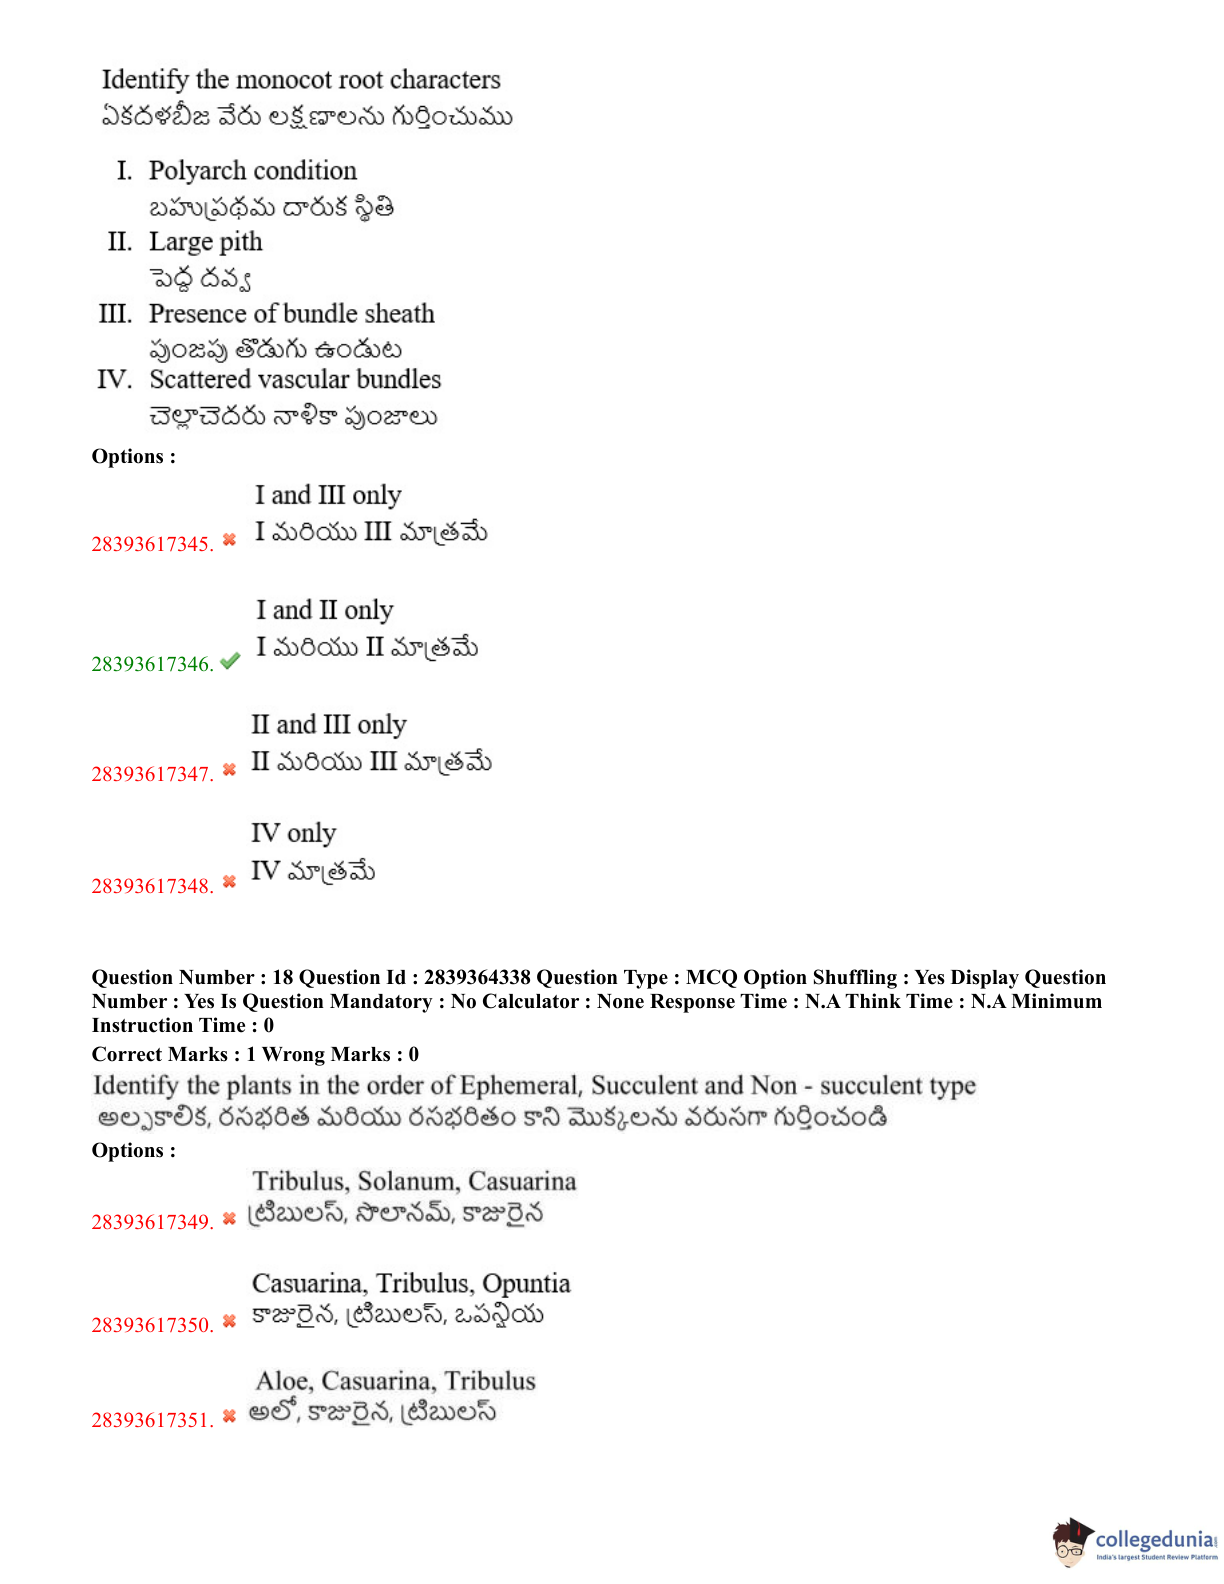 Identify the monocot root characters
ఏకదళబీజ వేరు లక్షణాలను గుర్తించుము
I. Polyarch condition
బహుప్రథమ దారుక స్థితి
II. Large pith
పెద్ద దవ్వ
III. Presence of bundle sheath
పుంజపు తొడుగు ఉండుట
IV. Scattered vascular bundles
చెల్లాచెదరు నాళికా పుంజాలు
Options :
I and III only
28393617345. I మరియు III మాత్రమే
I and II only
28393617346. I మరియు II మాత్రమే
II and III only
28393617347. II మరియు III మాత్రమే
IV only
28393617348. IV మాత్రమే
Question Number : 18 Question Id : 2839364338 Question Type : MCQ Option Shuffling : Yes Display Question
Number : Yes Is Question Mandatory : No Calculator : None Response Time : N.A Think Time : N.A Minimum
Instruction Time : 0
Correct Marks : 1 Wrong Marks : 0
Identify the plants in the order of Ephemeral, Succulent and Non - succulent type
అల్పకాలిక, రసభరిత మరియు రసభరితం కాని మొక్కలను వరుసగా గుర్తించండి
Options :
Tribulus, Solanum, Casuarina
28393617349. ట్రిబులస్, సొలానమ్, కాజురైన
Casuarina, Tribulus, Opuntia
28393617350. కాజురైన, ట్రిబులస్, ఒపన్షియ
Aloe, Casuarina, Tribulus
28393617351. అలో, కాజురైన, ట్రిబులస్
collegedunia
India's largest Student Review Platform